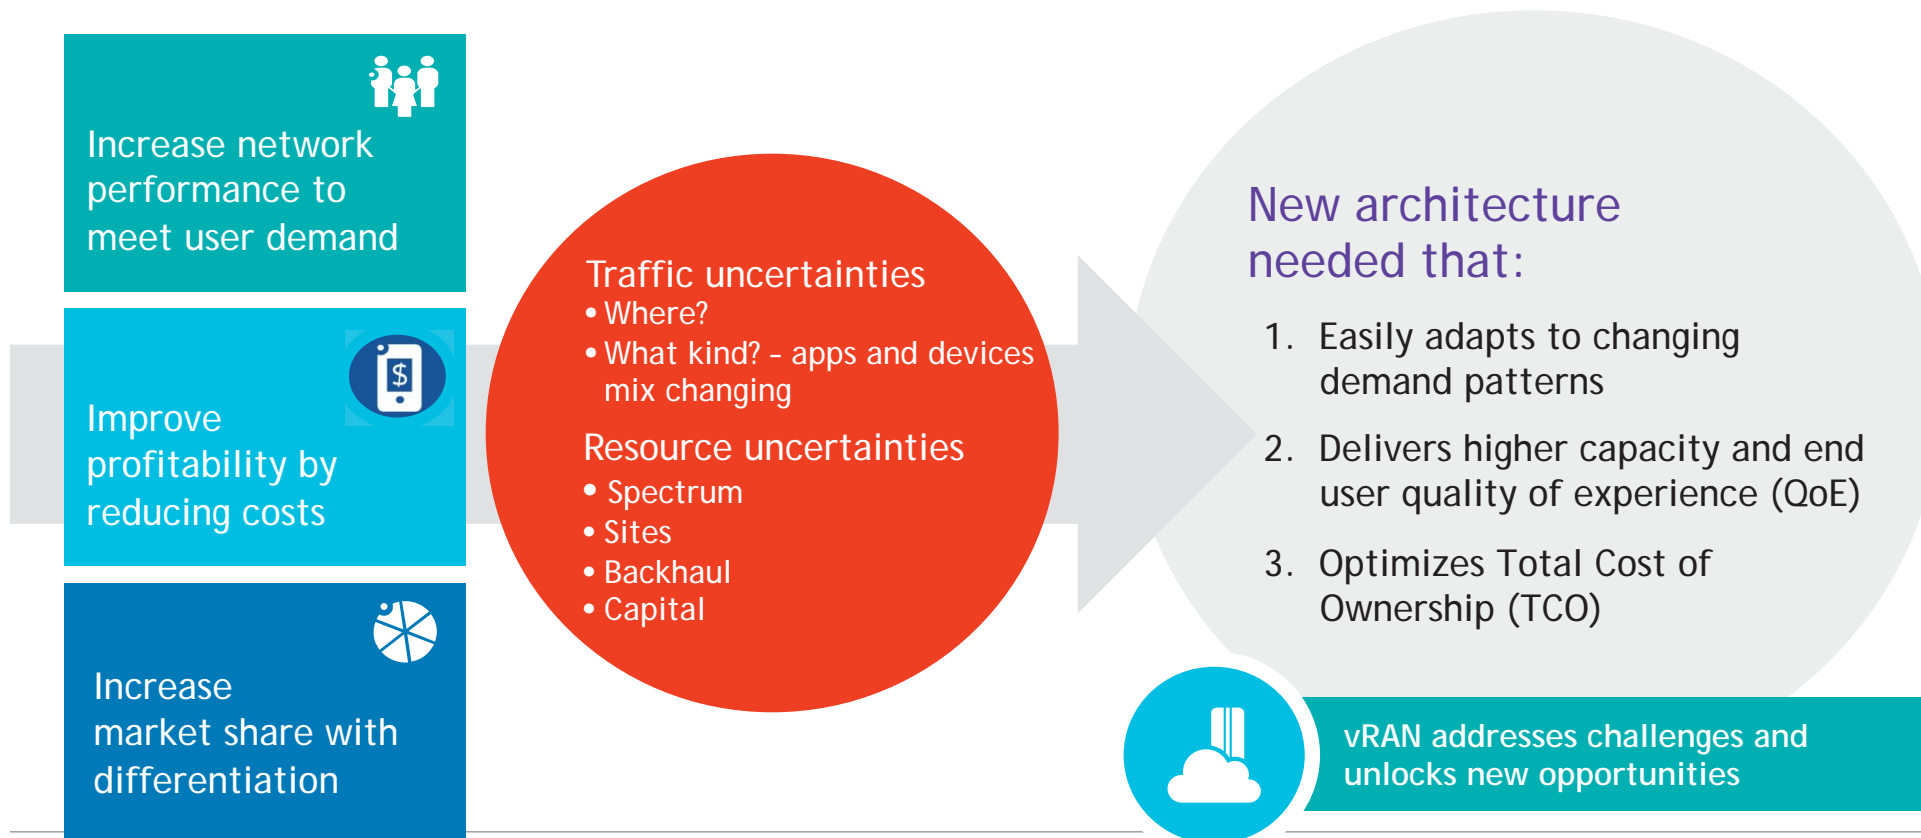 Increase network
performance to
meet user demand
$
Improve
profitability by
reducing costs
Increase
market share with
differentiation
Traffic uncertainties
• Where?
• What kind? – apps and devices
mix changing
Resource uncertainties
• Spectrum
• Sites
• Backhaul
• Capital
New architecture
needed that:
1. Easily adapts to changing
demand patterns
2. Delivers higher capacity and end
user quality of experience (QoE)
3. Optimizes Total Cost of
Ownership (TCO)
vRAN addresses challenges and
unlocks new opportunities